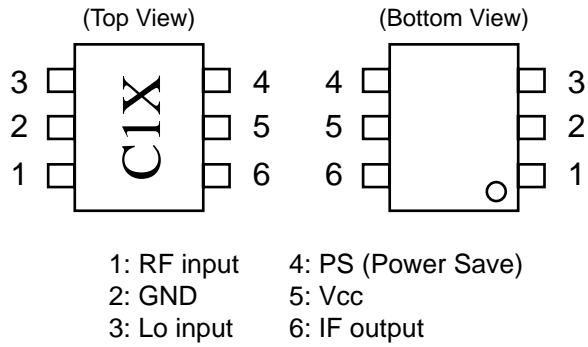 (Top View) (Bottom View)
3 4 4 3
2 5 5 2
1 6 6 1
C1X
1: RF input 4: PS (Power Save)
2: GND 5: Vcc
3: Lo input 6: IF output